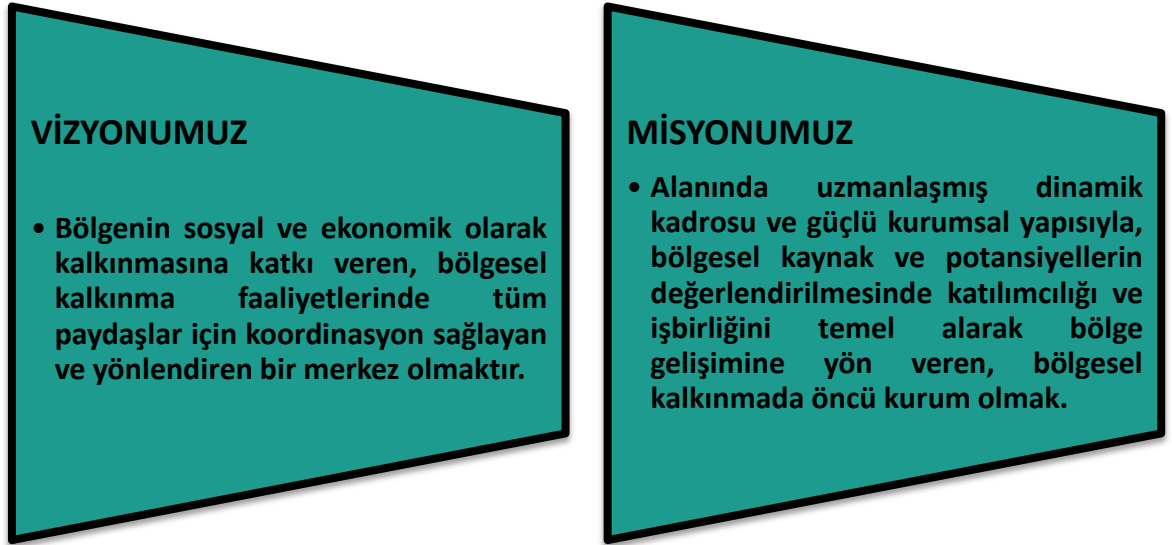 VİZYONUMUZ
• Bölgenin sosyal ve ekonomik olarak
kalkınmasına katkı veren, bölgesel
kalkınma faaliyetlerinde tüm
paydaşlar için koordinasyon sağlayan
ve yönlendiren bir merkez olmaktır.
MİSYONUMUZ
• Alanında uzmanlaşmış dinamik
kadrosu ve güçlü kurumsal yapısıyla,
bölgesel kaynak ve potansiyellerin
değerlendirilmesinde katılımcılığı ve
işbirliğini temel alarak bölge
gelişimine yön veren, bölgesel
kalkınmada öncü kurum olmak.